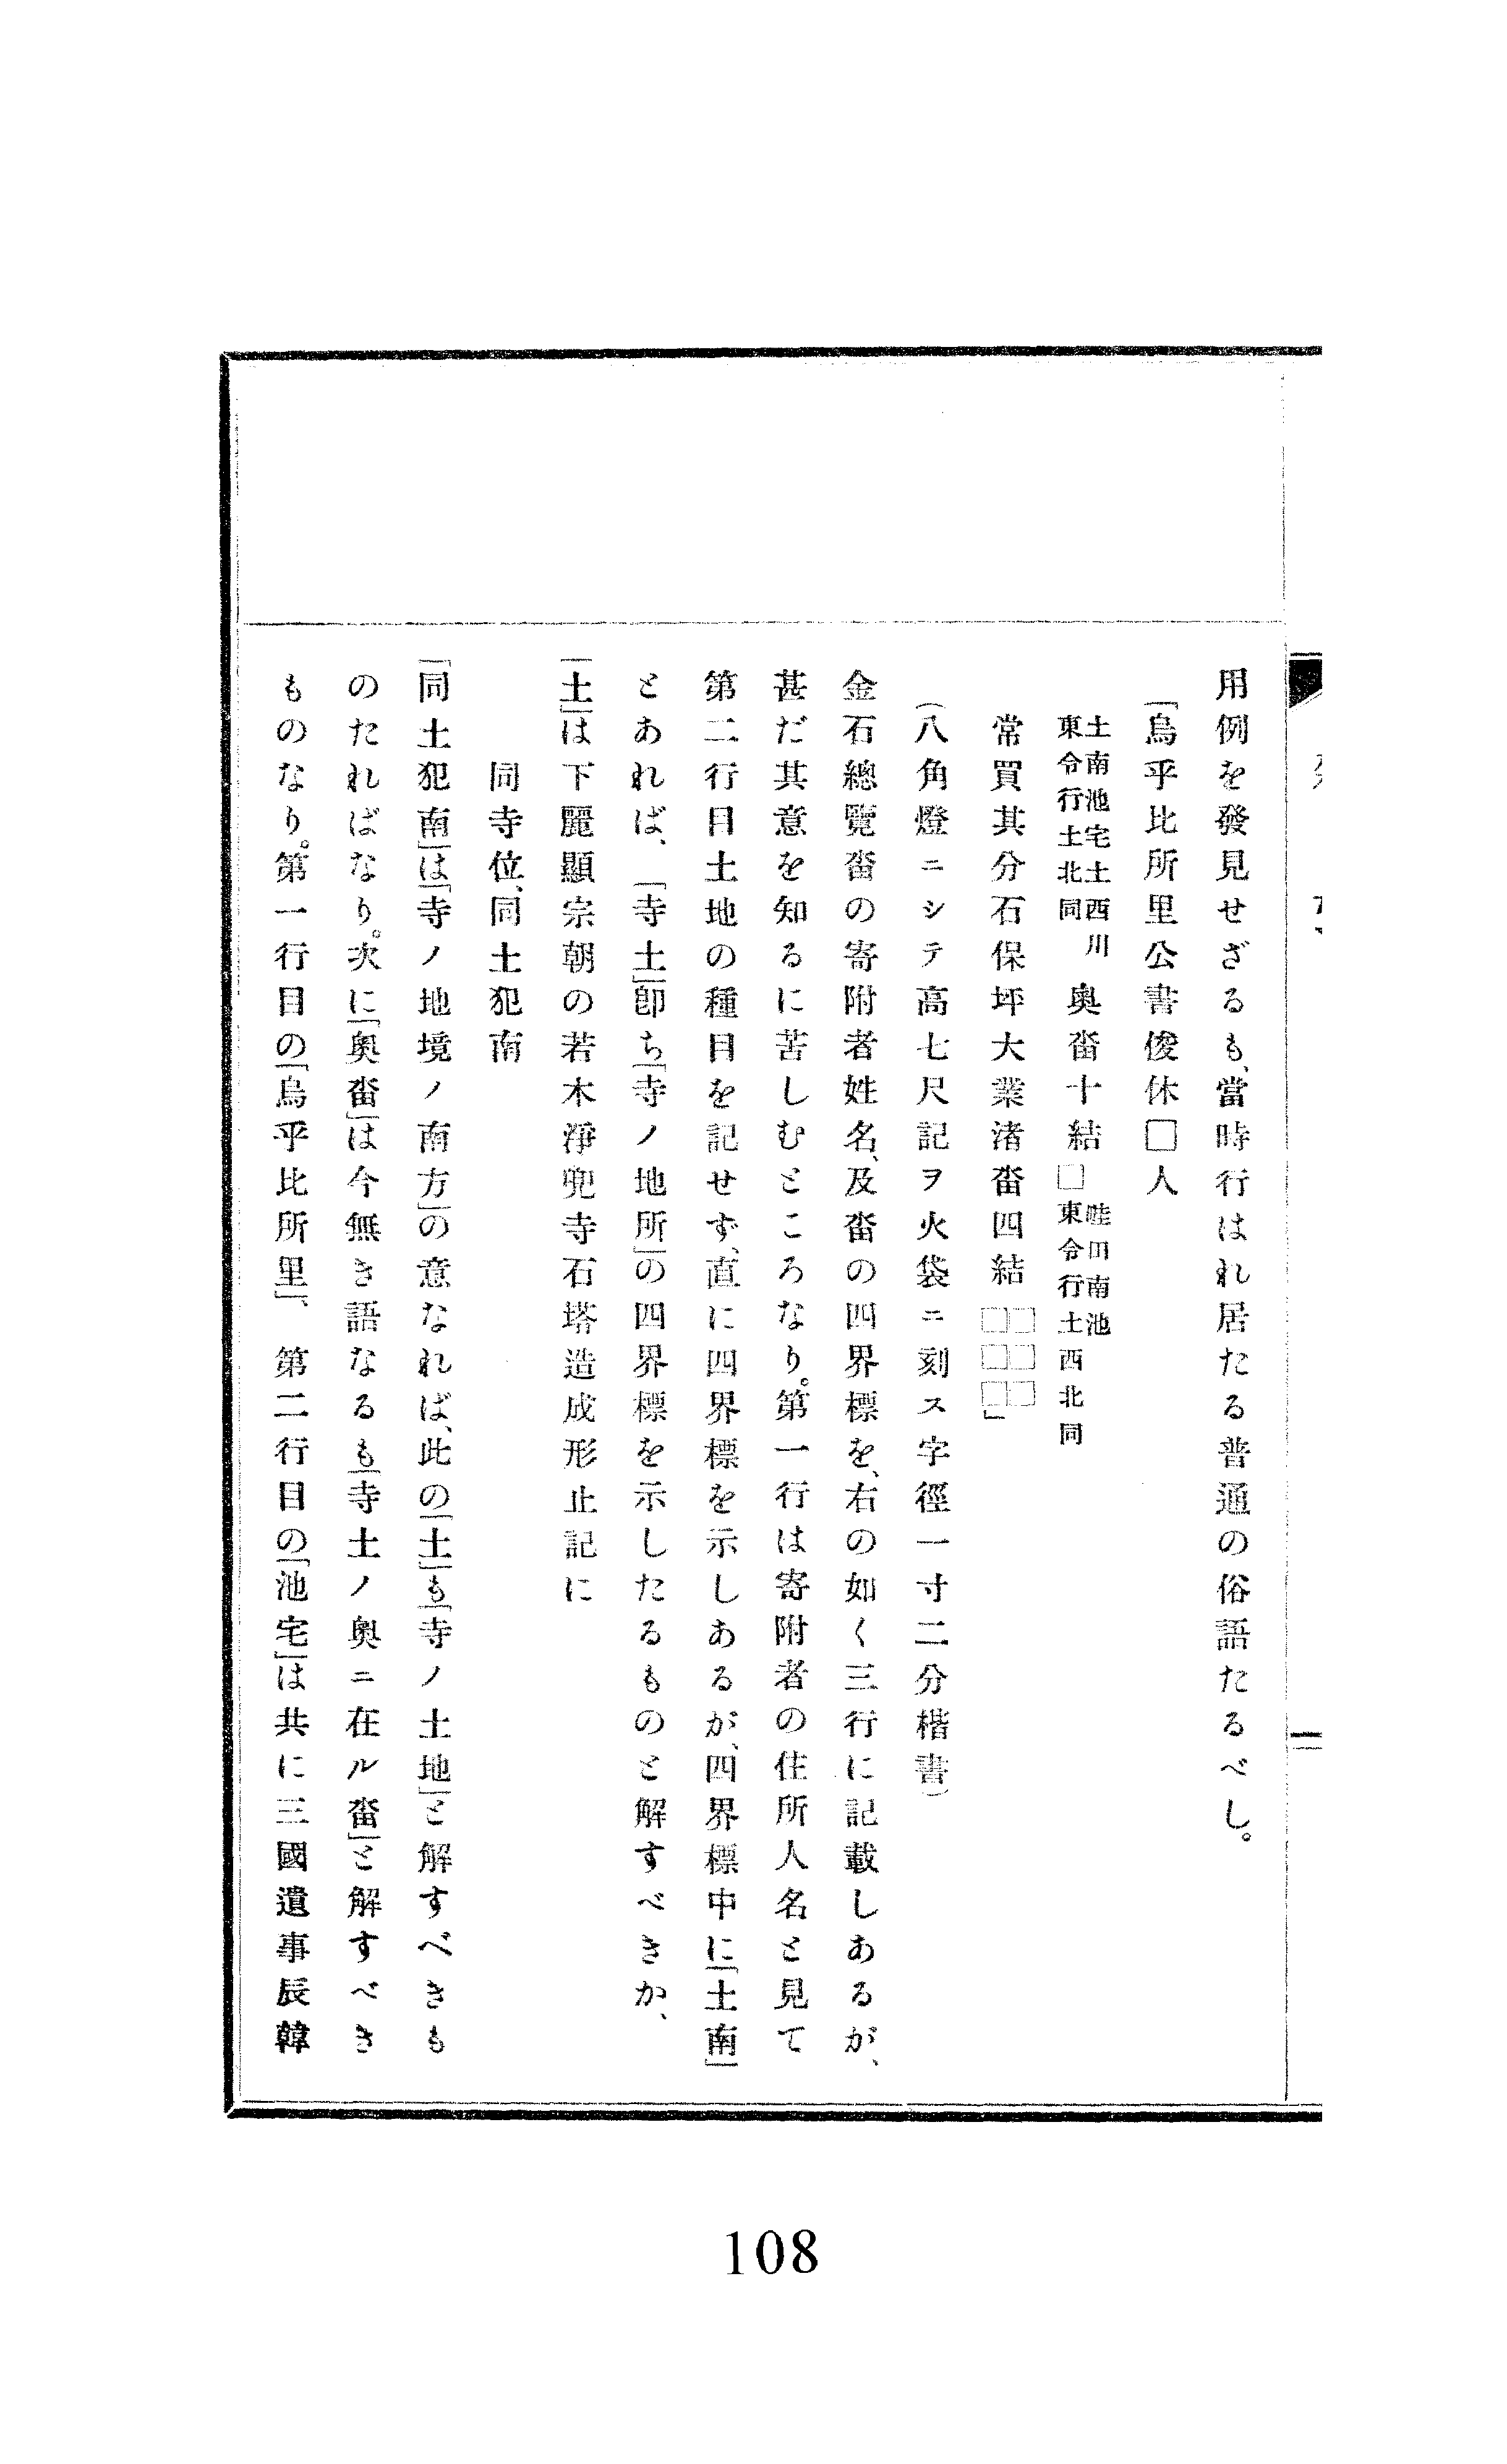 用例を發見せざるも、當時行はれ居たる普通の俗語たるべし。
「烏乎比所里公書俊休□人
土南池宅土西川
東令行土北同
奥畓十結□
畦田南池
東令行土西北同
常買其分石保坪大業渚畓四結□□□□□□」
(八角燈ニシテ高七尺記ヲ火袋ニ刻ス字徑一寸二分楷書)
金石總覽畓の寄附者姓名、及畓の四界標を、右の如く三行に記載しあるが、
甚だ其意を知るに苦しむところなり。第一行は寄附者の住所人名と見て
第二行目土地の種目を記せず、直に四界標を示しあるが、四界標中に「土南」
とあれば、「寺土」卽ち「寺ノ地所」の四界標を示したるものと解すべきか、
「土」は下麗顯宗朝の若木淨兜寺石塔造成形止記に
同寺位、同土犯南
「同土犯南」は「寺ノ地境ノ南方」の意なれば、此の「土」も「寺ノ土地」と解すべきも
のたればなり。次に「奥畓」は今無き語なるも「寺土ノ奥ニ在ル畓」と解すべき
ものなり。第一行目の「烏乎比所里」、第二行目の「池宅」は共に三國遺事辰韓
二
108